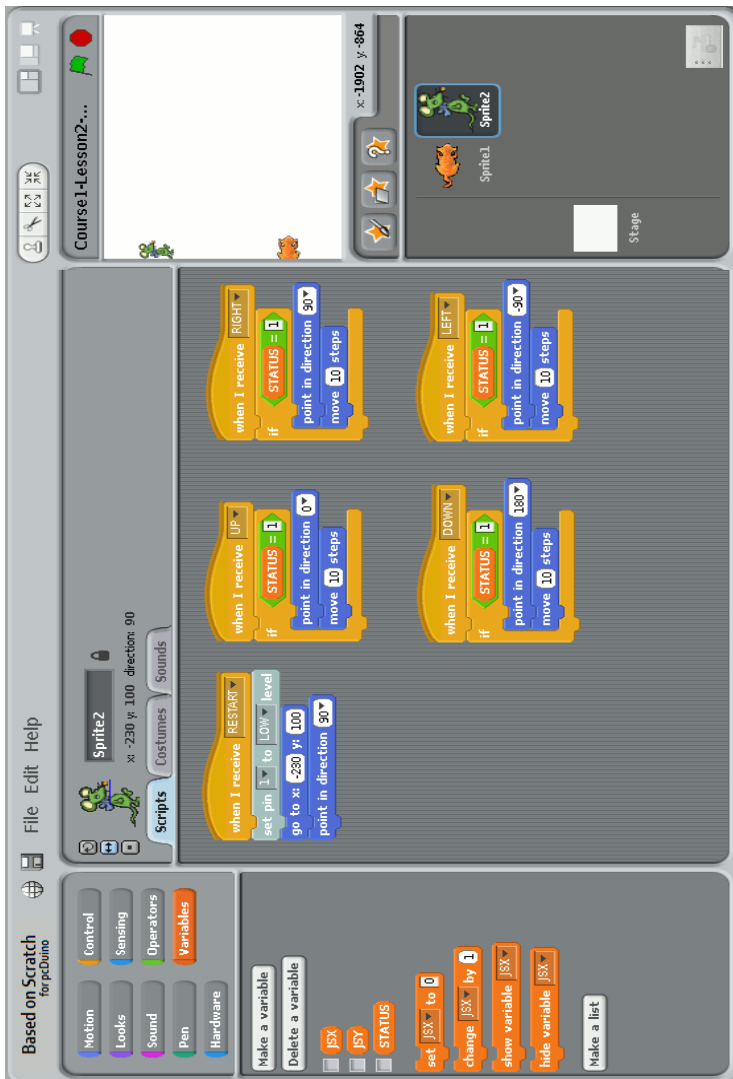 Based on Scratch
for pcDuino
File Edit Help
Motion
Control
Looks
Sensing
Sound
Operators
Pen
Variables
Hardware
Make a variable
Delete a variable
JSX
JSY
STATUS
set JSX to 0
change JSX by 1
show variable JSX
hide variable JSX
Make a list
Sprite2
x: -230 y: 100 direction: 90
Scripts
Costumes
Sounds
when I receive RESTART
set pin 1 to LOW level
go to x: -230 y: 100
point in direction 90
when I receive UP
if STATUS = 1
point in direction 0
move 10 steps
when I receive RIGHT
if STATUS = 1
point in direction 90
move 10 steps
when I receive DOWN
if STATUS = 1
point in direction 180
move 10 steps
when I receive LEFT
if STATUS = 1
point in direction -90
move 10 steps
Course1-Lesson2-...
x: -1902 y: -864
Sprite1
Sprite2
Stage